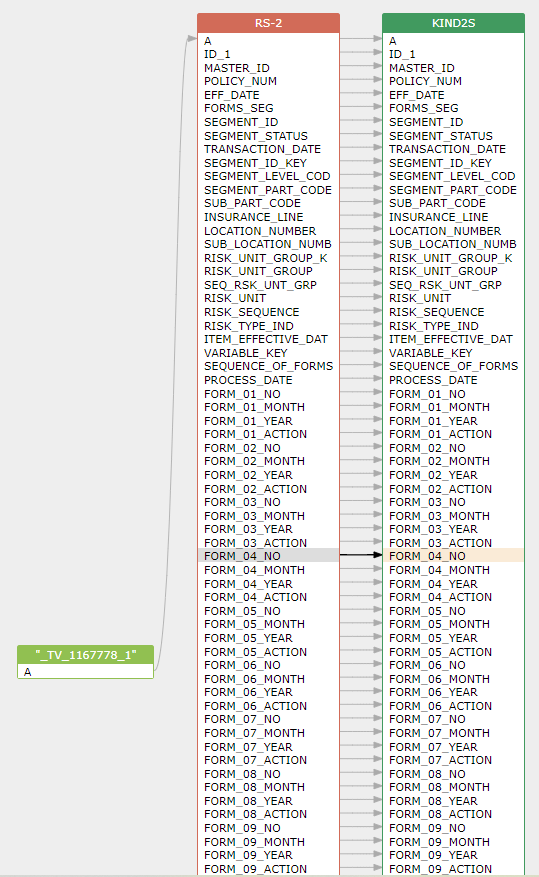 RS-2
A
ID_1
MASTER_ID
POLICY_NUM
EFF_DATE
FORMS_SEG
SEGMENT_ID
SEGMENT_STATUS
TRANSACTION_DATE
SEGMENT_ID_KEY
SEGMENT_LEVEL_COD
SEGMENT_PART_CODE
SUB_PART_CODE
INSURANCE_LINE
LOCATION_NUMBER
SUB_LOCATION_NUMB
RISK_UNIT_GROUP_K
RISK_UNIT_GROUP
SEQ_RSK_UNT_GRP
RISK_UNIT
RISK_SEQUENCE
RISK_TYPE_IND
ITEM_EFFECTIVE_DAT
VARIABLE_KEY
SEQUENCE_OF_FORMS
PROCESS_DATE
FORM_01_NO
FORM_01_MONTH
FORM_01_YEAR
FORM_01_ACTION
FORM_02_NO
FORM_02_MONTH
FORM_02_YEAR
FORM_02_ACTION
FORM_03_NO
FORM_03_MONTH
FORM_03_YEAR
FORM_03_ACTION
FORM_04_NO
FORM_04_MONTH
FORM_04_YEAR
FORM_04_ACTION
FORM_05_NO
FORM_05_MONTH
FORM_05_YEAR
FORM_05_ACTION
FORM_06_NO
FORM_06_MONTH
FORM_06_YEAR
FORM_06_ACTION
FORM_07_NO
FORM_07_MONTH
FORM_07_YEAR
FORM_07_ACTION
FORM_08_NO
FORM_08_MONTH
FORM_08_YEAR
FORM_08_ACTION
FORM_09_NO
FORM_09_MONTH
FORM_09_YEAR
FORM_09_ACTION
KIND2S
A
ID_1
MASTER_ID
POLICY_NUM
EFF_DATE
FORMS_SEG
SEGMENT_ID
SEGMENT_STATUS
TRANSACTION_DATE
SEGMENT_ID_KEY
SEGMENT_LEVEL_COD
SEGMENT_PART_CODE
SUB_PART_CODE
INSURANCE_LINE
LOCATION_NUMBER
SUB_LOCATION_NUMB
RISK_UNIT_GROUP_K
RISK_UNIT_GROUP
SEQ_RSK_UNT_GRP
RISK_UNIT
RISK_SEQUENCE
RISK_TYPE_IND
ITEM_EFFECTIVE_DAT
VARIABLE_KEY
SEQUENCE_OF_FORMS
PROCESS_DATE
FORM_01_NO
FORM_01_MONTH
FORM_01_YEAR
FORM_01_ACTION
FORM_02_NO
FORM_02_MONTH
FORM_02_YEAR
FORM_02_ACTION
FORM_03_NO
FORM_03_MONTH
FORM_03_YEAR
FORM_03_ACTION
FORM_04_NO
FORM_04_MONTH
FORM_04_YEAR
FORM_04_ACTION
FORM_05_NO
FORM_05_MONTH
FORM_05_YEAR
FORM_05_ACTION
FORM_06_NO
FORM_06_MONTH
FORM_06_YEAR
FORM_06_ACTION
FORM_07_NO
FORM_07_MONTH
FORM_07_YEAR
FORM_07_ACTION
FORM_08_NO
FORM_08_MONTH
FORM_08_YEAR
FORM_08_ACTION
FORM_09_NO
FORM_09_MONTH
FORM_09_YEAR
FORM_09_ACTION
"_TV_1167778_1"
A